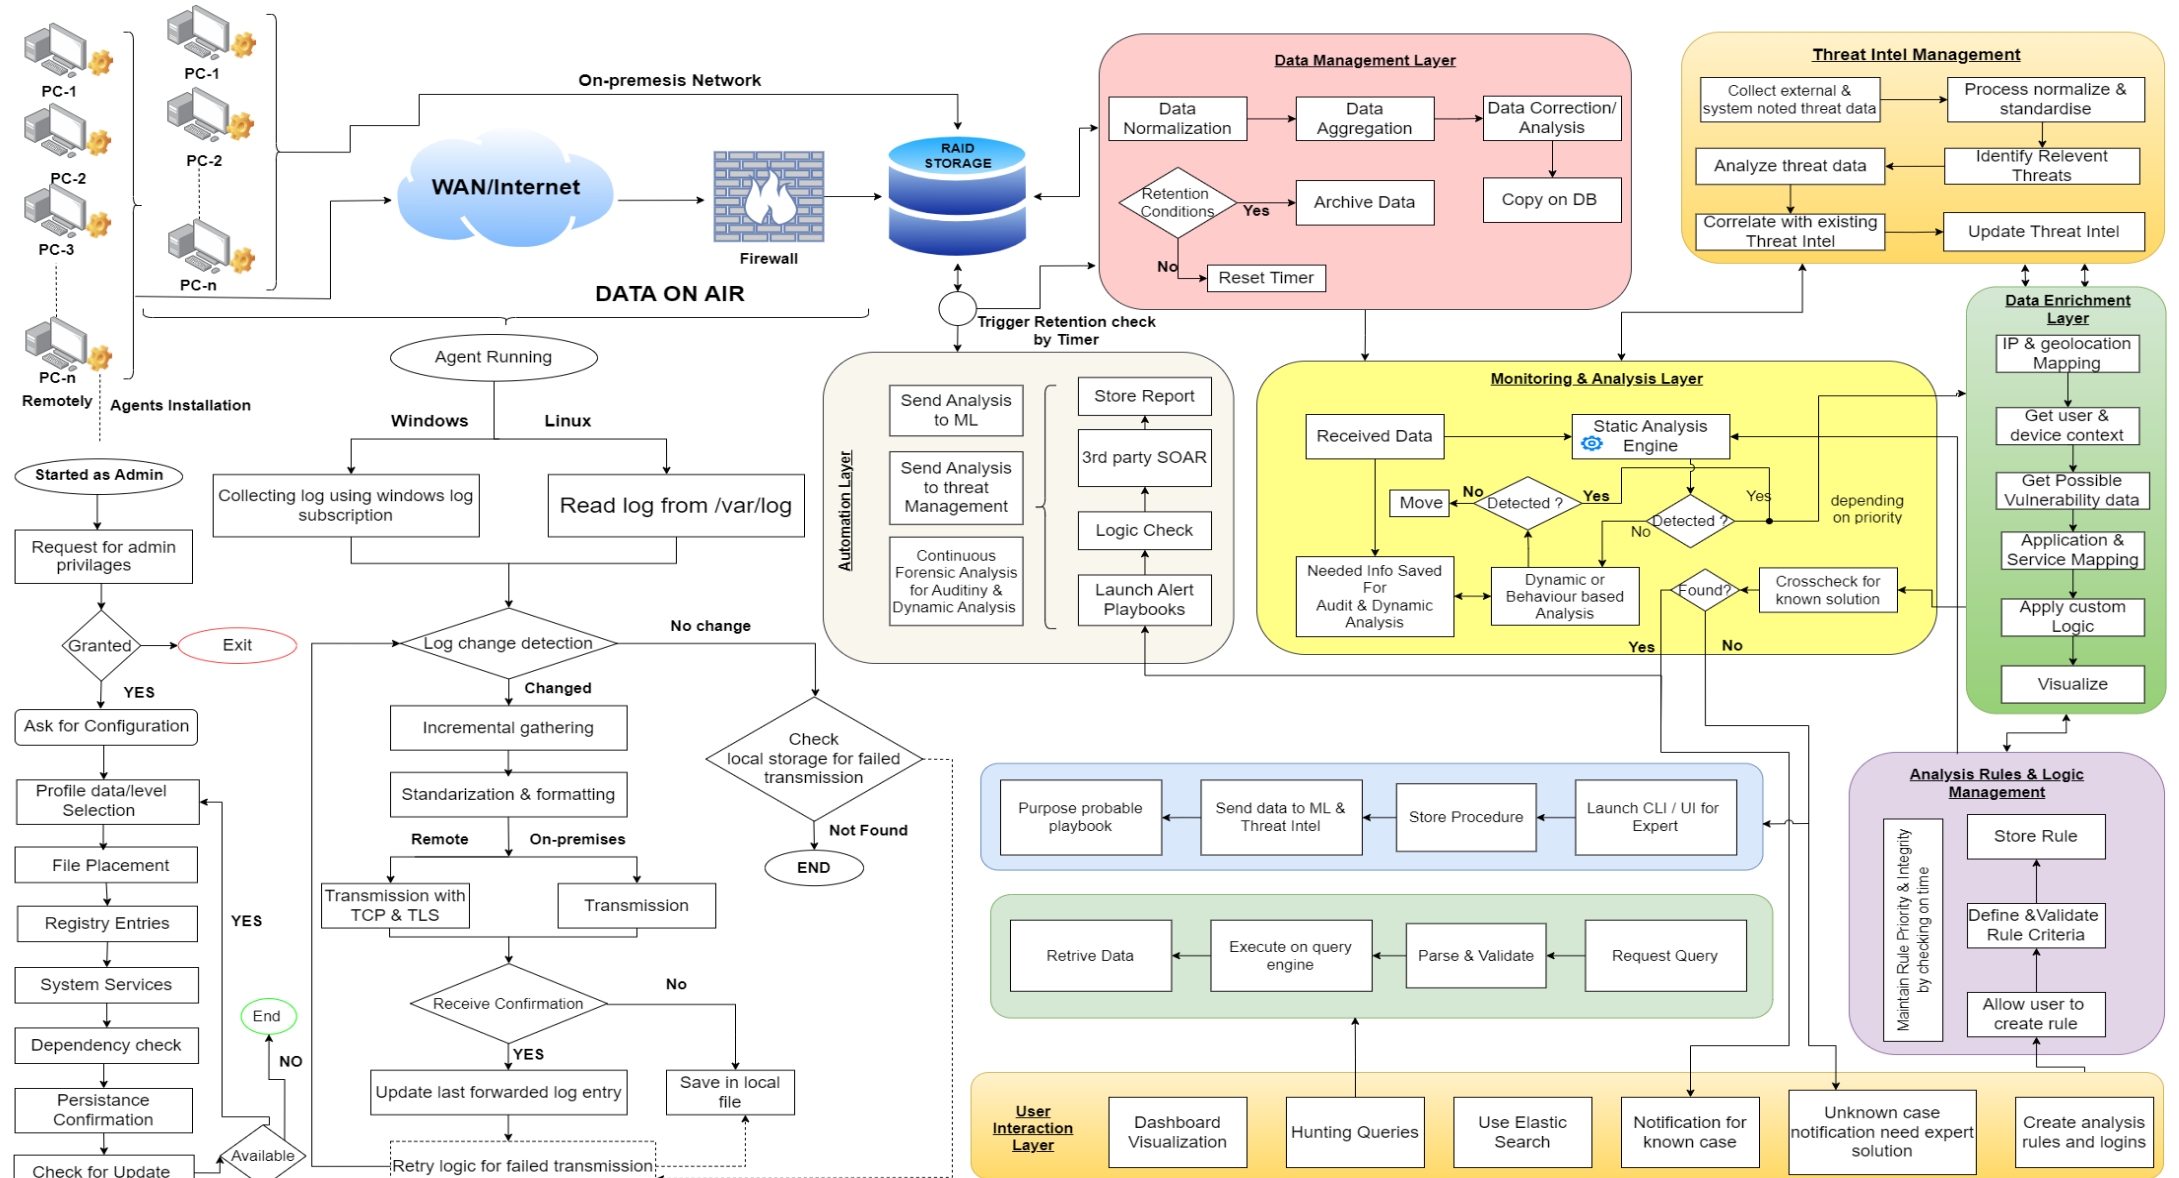 PC-1
PC-2
PC-3
PC-n
Remotely
PC-1
PC-2
PC-n
Agents Installation
On-premesis Network
WAN/Internet
Firewall
RAID
STORAGE
DATA ON AIR
Trigger Retention check
by Timer
Started as Admin
Request for admin
privilages
Granted
Exit
YES
Ask for Configuration
Profile data/level
Selection
File Placement
Registry Entries
System Services
Dependency check
Persistance
Confirmation
Check for Update
Available
YES
NO
End
Agent Running
Windows
Linux
Collecting log using windows log
subscription
Read log from /var/log
Log change detection
No change
Changed
Incremental gathering
Standarization & formatting
Remote
On-premises
Transmission with
TCP & TLS
Transmission
Receive Confirmation
No
YES
Update last forwarded log entry
Save in local
file
Retry logic for failed transmission
Check
local storage for failed
transmission
Not Found
END
Data Management Layer
Data
Normalization
Data
Aggregation
Data Correction/
Analysis
Retention
Conditions
Yes
Archive Data
Copy on DB
No
Reset Timer
Threat Intel Management
Collect external &
system noted threat data
Process normalize &
standardise
Analyze threat data
Identify Relevent
Threats
Correlate with existing
Threat Intel
Update Threat Intel
Automation Layer
Send Analysis
to ML
Send Analysis
to threat
Management
Continuous
Forensic Analysis
for Auditiny &
Dynamic Analysis
Store Report
3rd party SOAR
Logic Check
Launch Alert
Playbooks
Monitoring & Analysis Layer
Received Data
Static Analysis
Engine
Move
No
Detected ?
Yes
Detected ?
Yes
No
depending
on priority
Needed Info Saved
For
Audit & Dynamic
Analysis
Dynamic or
Behaviour based
Analysis
Found?
Crosscheck for
known solution
Yes
No
Data Enrichment
Layer
IP & geolocation
Mapping
Get user &
device context
Get Possible
Vulnerability data
Application &
Service Mapping
Apply custom
Logic
Visualize
Purpose probable
playbook
Send data to ML &
Threat Intel
Store Procedure
Launch CLI / UI for
Expert
Retrive Data
Execute on query
engine
Parse & Validate
Request Query
Analysis Rules & Logic
Management
Maintain Rule Priority & Integrity
by checking on time
Store Rule
Define &Validate
Rule Criteria
Allow user to
create rule
User
Interaction
Layer
Dashboard
Visualization
Hunting Queries
Use Elastic
Search
Notification for
known case
Unknown case
notification need expert
solution
Create analysis
rules and logins